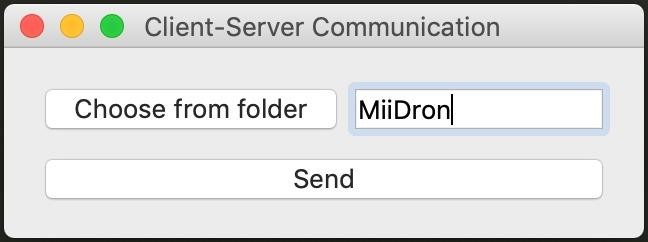 Client-Server Communication
Choose from folder
MiiDron
Send